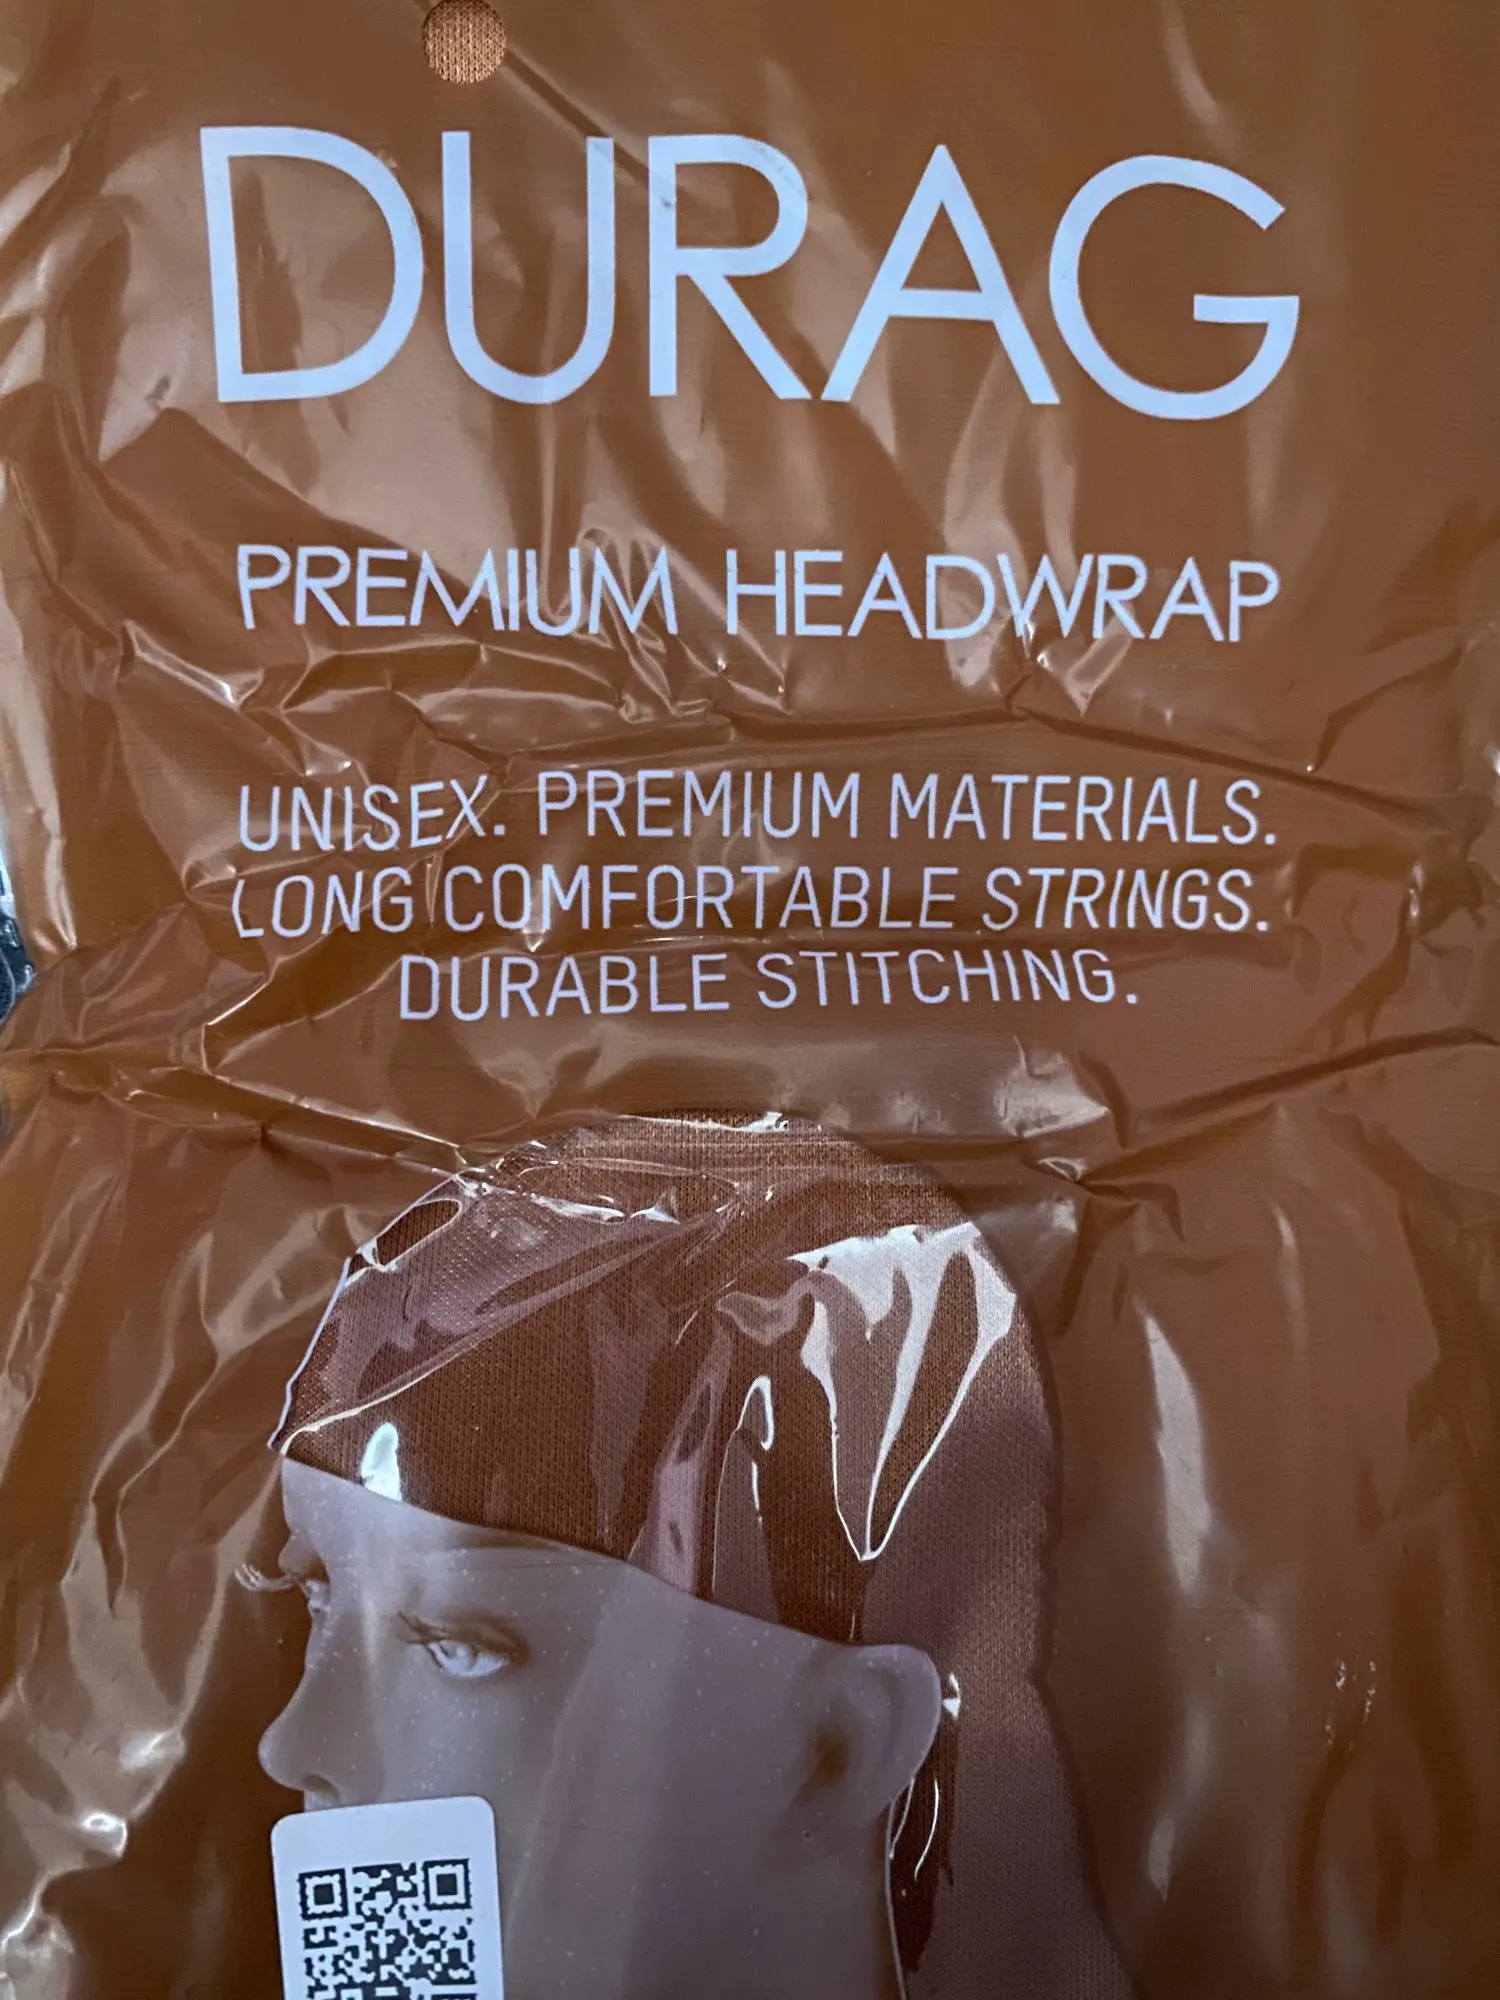 DURAG
PREMIUM HEADWRAP
UNISEX. PREMIUM MATERIALS.
LONG COMFORTABLE STRINGS.
DURABLE STITCHING.